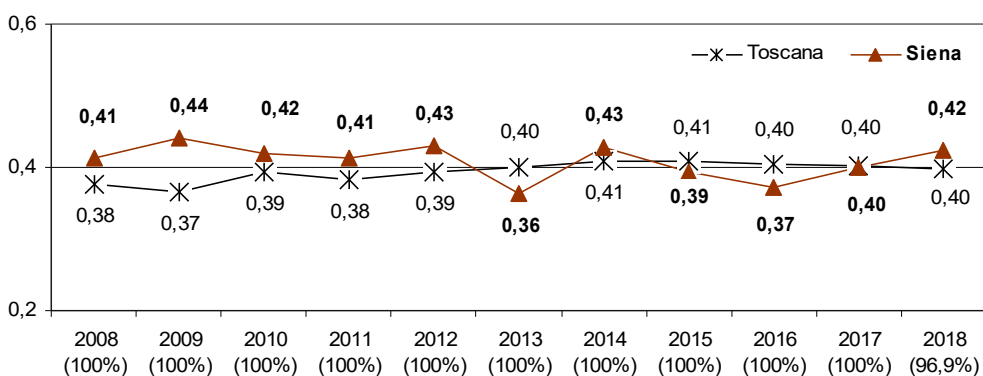 0,6
Toscana Siena
0,41 0,44 0,42 0,41 0,43 0,40 0,43 0,41 0,40 0,40 0,42
0,4
0,38 0,37 0,39 0,38 0,39 0,36 0,41 0,39 0,37 0,40 0,40
0,2
2008 2009 2010 2011 2012 2013 2014 2015 2016 2017 2018
(100%) (100%) (100%) (100%) (100%) (100%) (100%) (100%) (100%) (100%) (96,9%)